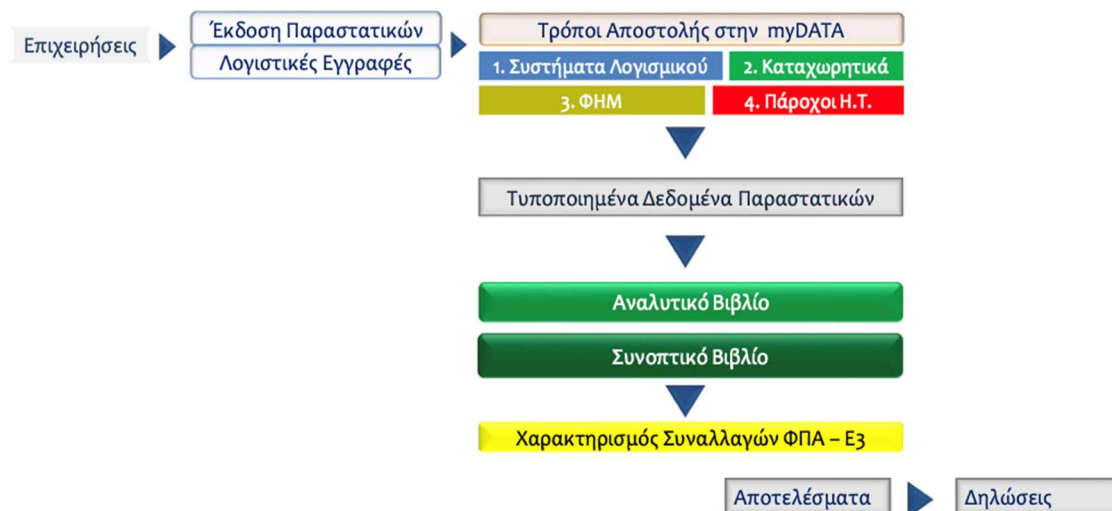 Επιχειρήσεις
Έκδοση Παραστατικών
Λογιστικές Εγγραφές
Τρόποι Αποστολής στην myDATA
1. Συστήματα Λογισμικού
2. Καταχωρητικά
3. ΦΗΜ
4. Πάροχοι Η.Τ.
Τυποποιημένα Δεδομένα Παραστατικών
Αναλυτικό Βιβλίο
Συνοπτικό Βιβλίο
Χαρακτηρισμός Συναλλαγών ΦΠΑ – Ε3
Αποτελέσματα
Δηλώσεις